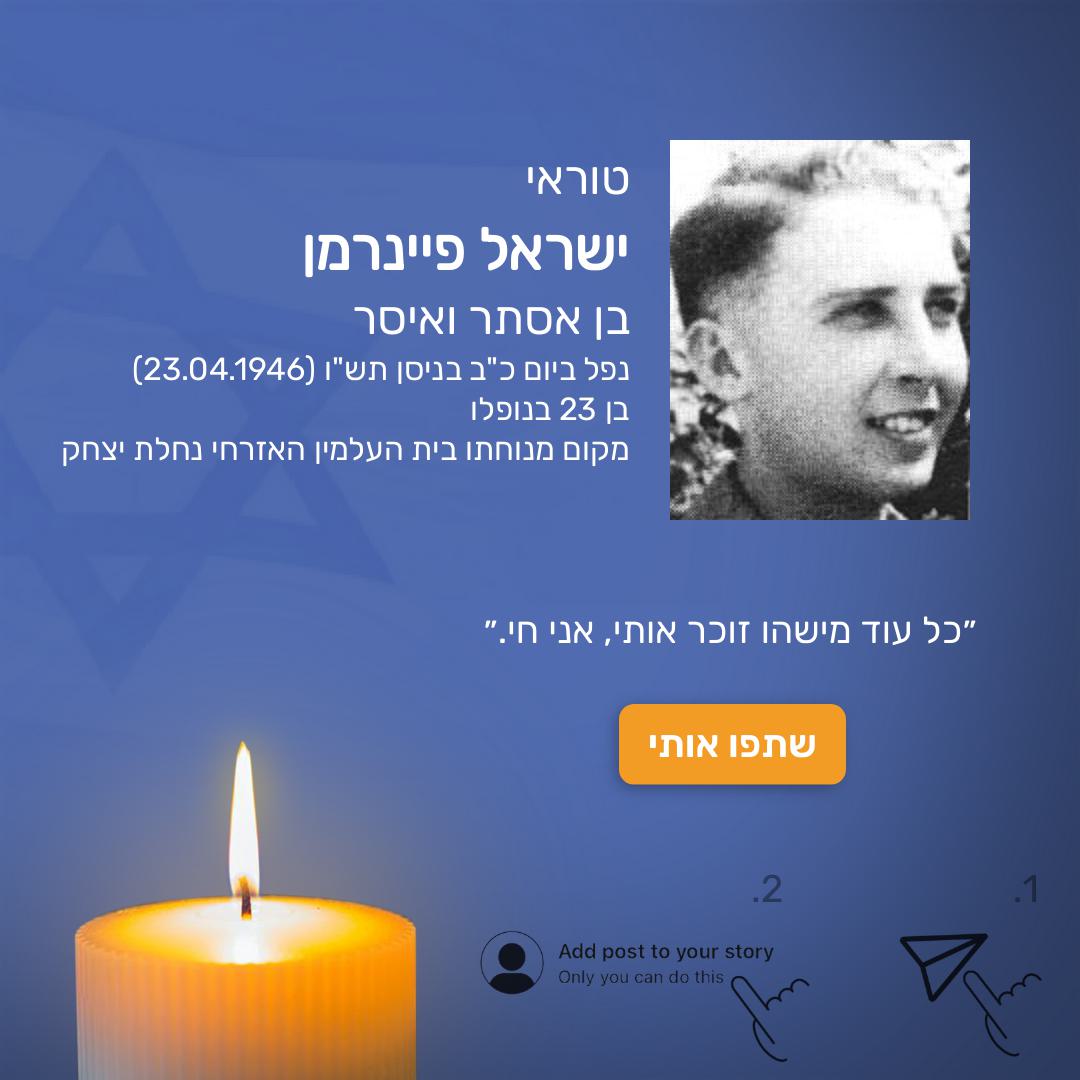 טוראי
ישראל פיינרמן
בן אסתר ואיסר
נפל ביום כ"ב בניסן תש"ו (23.04.1946)
בן 23 בנופלו
מקום מנוחתו בית העלמין האזרחי נחלת יצחק
״כל עוד מישהו זוכר אותי, אני חי.״
שתפו אותי
1.
2.
Add post to your story
Only you can do this